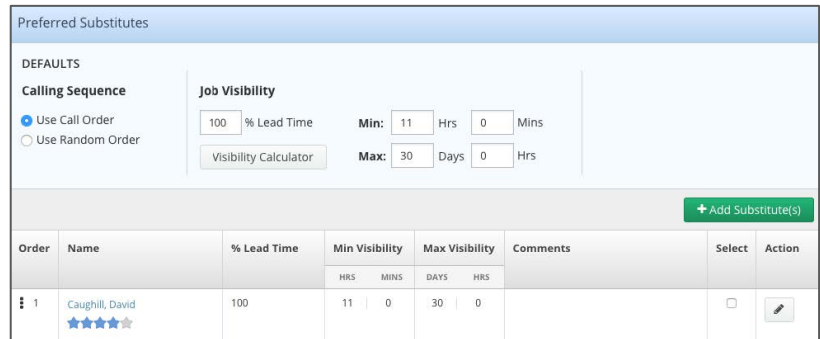 Preferred Substitutes
DEFAULTS
Calling Sequence
Job Visibility
Use Call Order
100 % Lead Time Min: 11 Hrs 0 Mins
Use Random Order
Visibility Calculator Max: 30 Days 0 Hrs
+ Add Substitute(s)
Order Name % Lead Time Min Visibility Max Visibility Comments Select Action
HRS MINS DAYS HRS
1 Caughill, David 100 11 0 30 0